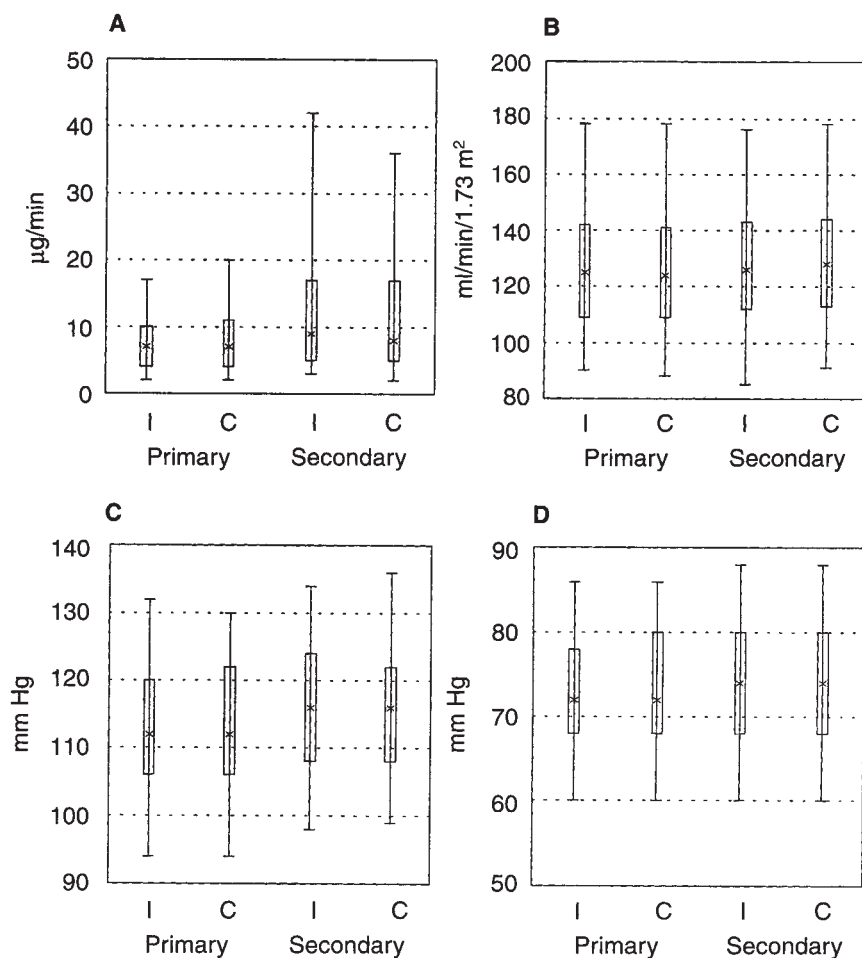 A
50
40
30
20
10
0
µg/min
I C I C
Primary Secondary
B
200
180
160
140
120
100
80
ml/min/1.73 m²
I C I C
Primary Secondary
C
140
130
120
110
100
90
mm Hg
I C I C
Primary Secondary
D
90
80
70
60
50
mm Hg
I C I C
Primary Secondary